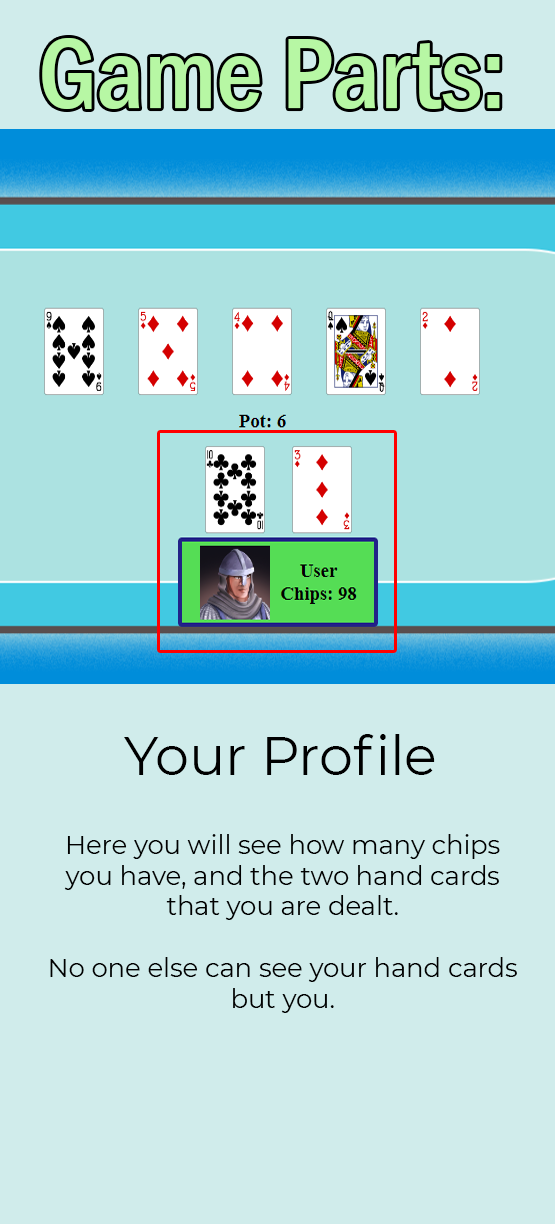 Game Parts:
9 5 4 Q 2
9 5 4 Q 2
Pot: 6
10 3
10 3
User
Chips: 98
Your Profile
Here you will see how many chips
you have, and the two hand cards
that you are dealt.
No one else can see your hand cards
but you.